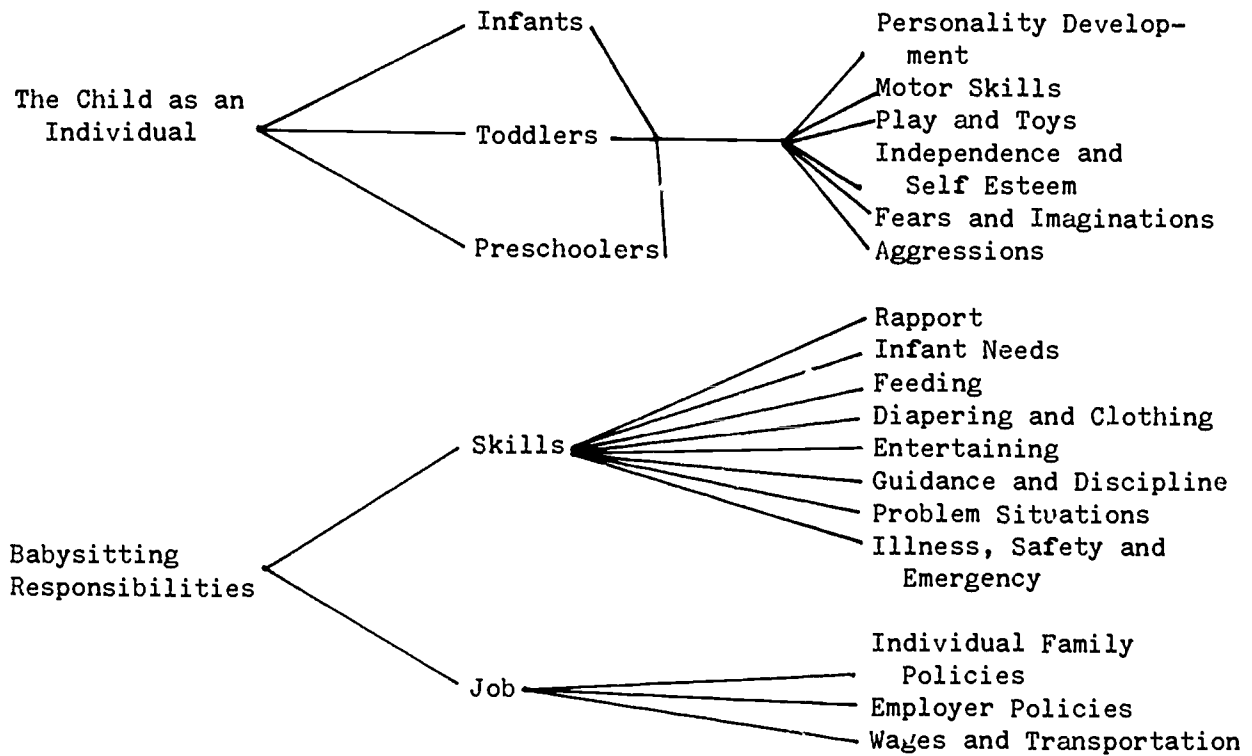 The Child as an
Individual
Infants
Toddlers
Preschoolers
Personality Develop-
ment
Motor Skills
Play and Toys
Independence and
Self Esteem
Fears and Imaginations
Aggressions
Babysitting
Responsibilities
Skills
Rapport
Infant Needs
Feeding
Diapering and Clothing
Entertaining
Guidance and Discipline
Problem Situations
Illness, Safety and
Emergency
Job
Individual Family
Policies
Employer Policies
Wages and Transportation